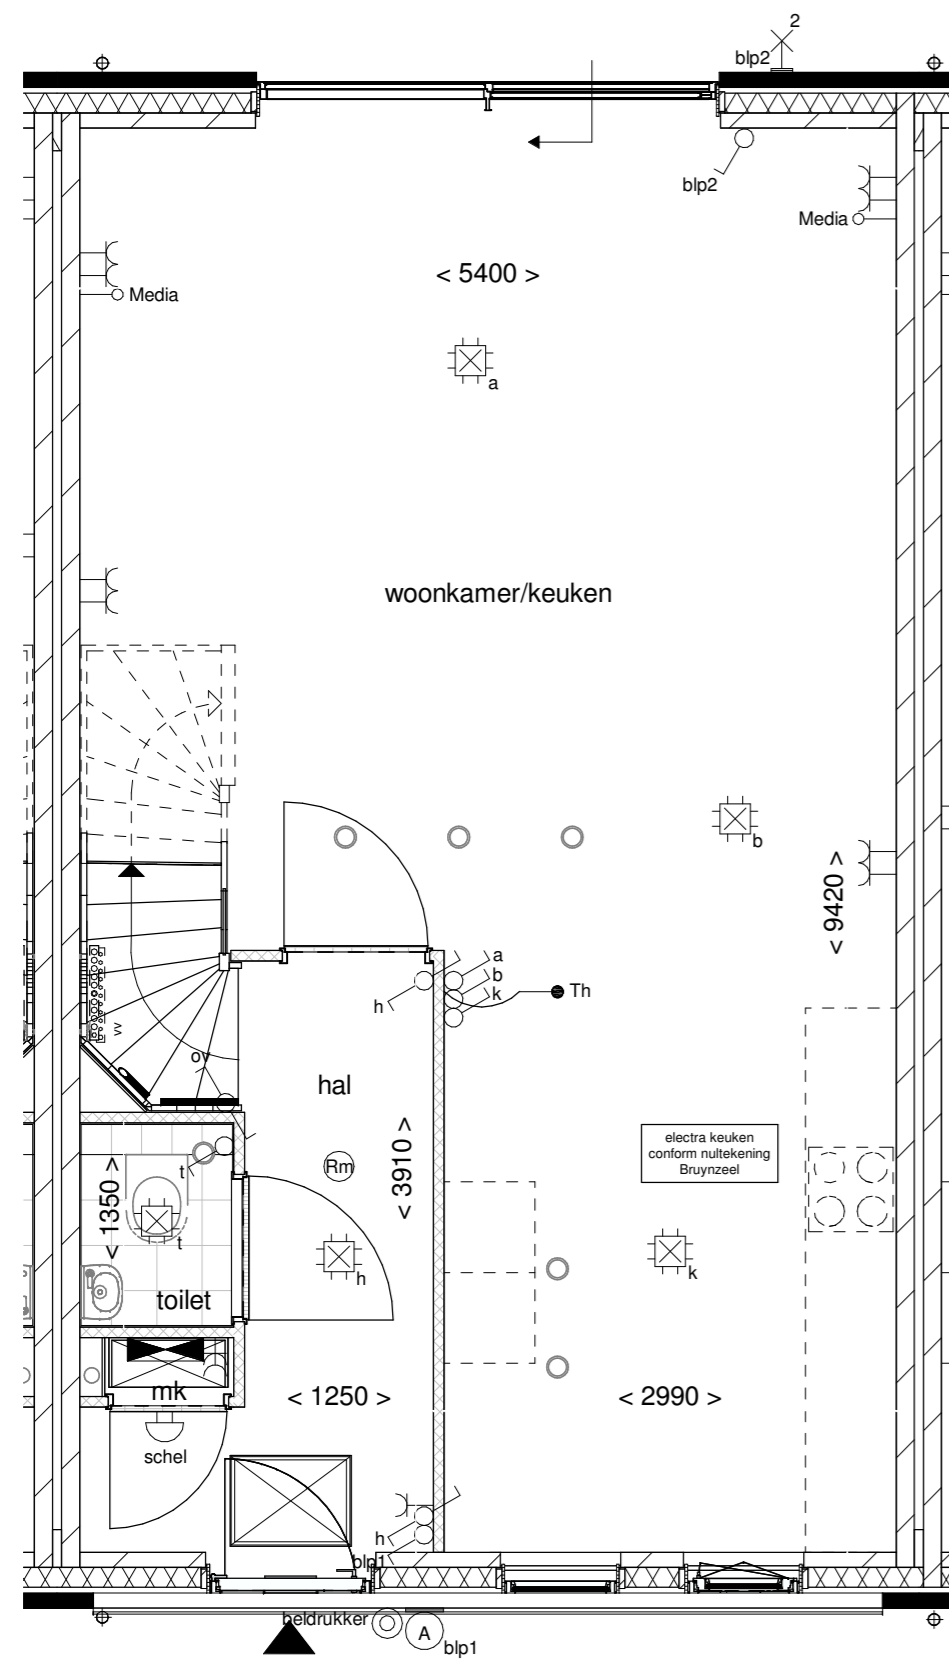 2
blp2
blp2
Media
< 5400 >
Media
a
woonkamer/keuken
b
< 9420 >
a
b
k
h
Th
vv
ov
hal
electra keuken
conform nultekening
Bruynzeel
< 3910 >
Rm
t
< 1350 >
t
h
k
toilet
mk
< 1250 >
< 2990 >
schel
h
blp1
beldrukker
A
blp1